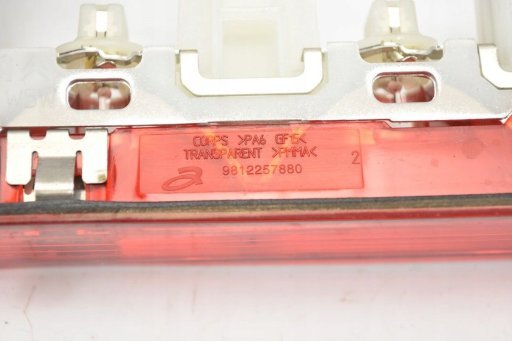 CORPS >PA6 GF15<
TRANSPARENT >PMMA<
2
9812257880